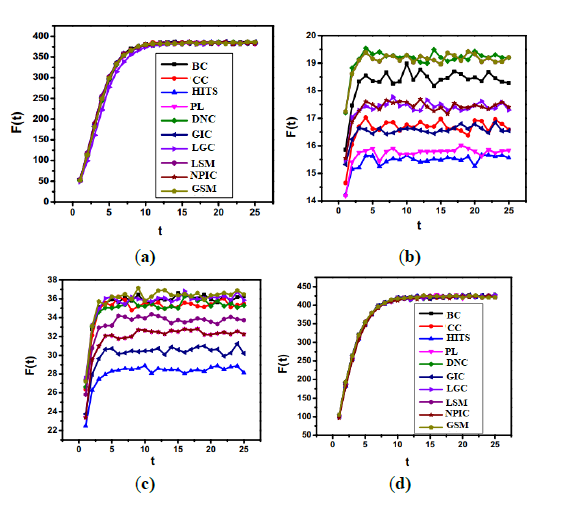 400
350
300
250
200
150
100
50
0
F(t)
BC
CC
HITS
PL
DNC
GIC
LGC
LSM
NPIC
GSM
0 5 10 15 20 25
t
(a)
20
19
18
17
16
15
14
F(t)
0 5 10 15 20 25
t
(b)
38
36
34
32
30
28
26
24
22
F(t)
0 5 10 15 20 25
t
(c)
450
400
350
300
250
200
150
100
50
F(t)
BC
CC
HITS
PL
DNC
GIC
LGC
LSM
NPIC
GSM
0 5 10 15 20 25 30
t
(d)